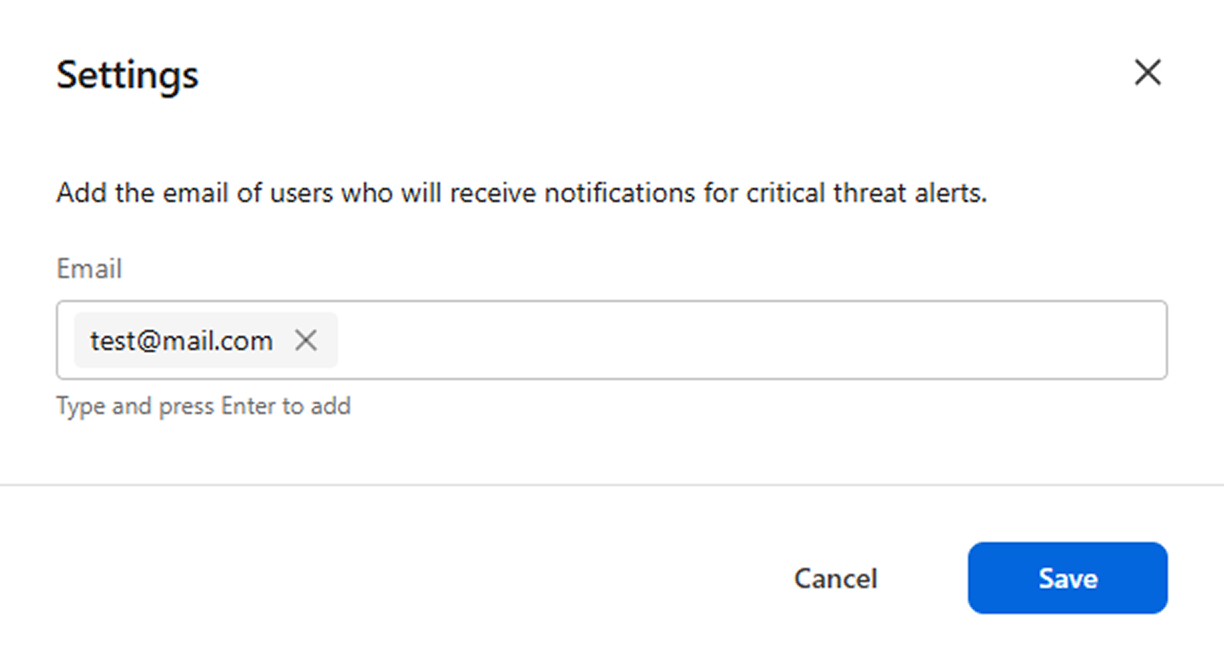 Settings
Add the email of users who will receive notifications for critical threat alerts.
Email
test@mail.com
Type and press Enter to add
Cancel
Save